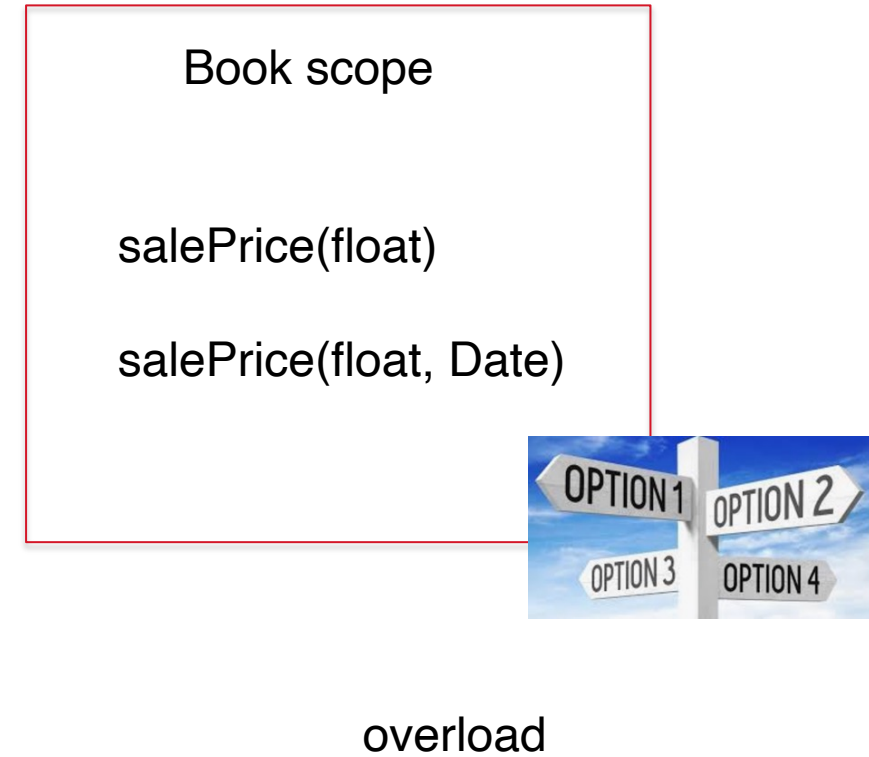 Book scope
salePrice(float)
salePrice(float, Date)
OPTION 1
OPTION 2
OPTION 3
OPTION 4
overload